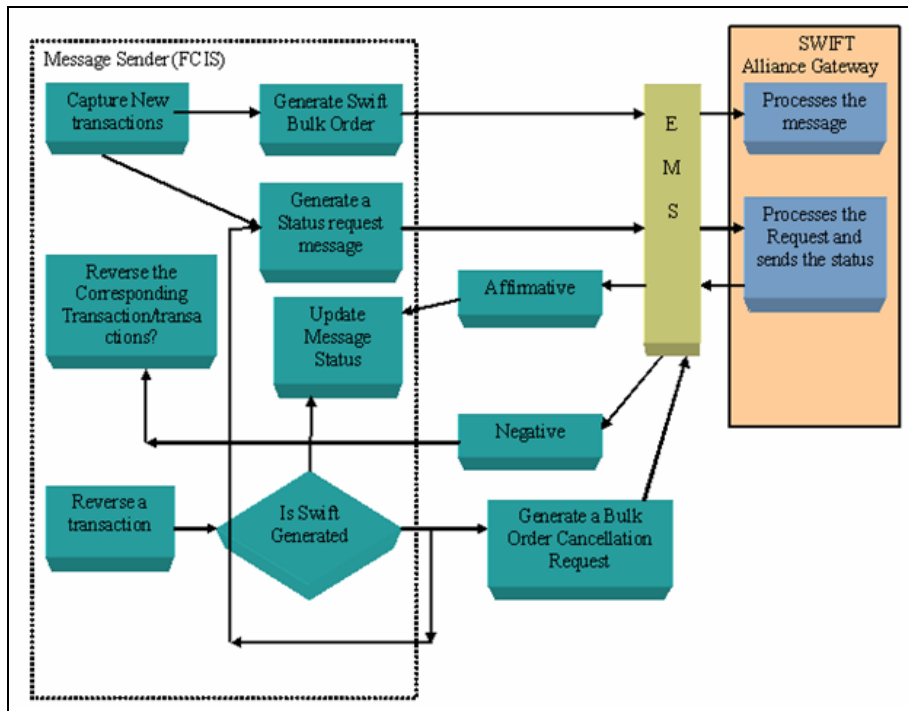 Message Sender (FCIS)
SWIFT
Alliance Gateway
Capture New
transactions
Generate Swift
Bulk Order
E
M
S
Processes the
message
Generate a
Status request
message
Processes the
Request and
sends the status
Reverse the
Corresponding
Transaction/transa
ctions?
Affirmative
Update
Message
Status
Negative
Reverse a
transaction
Is Swift
Generated
Generate a Bulk
Order Cancellation
Request